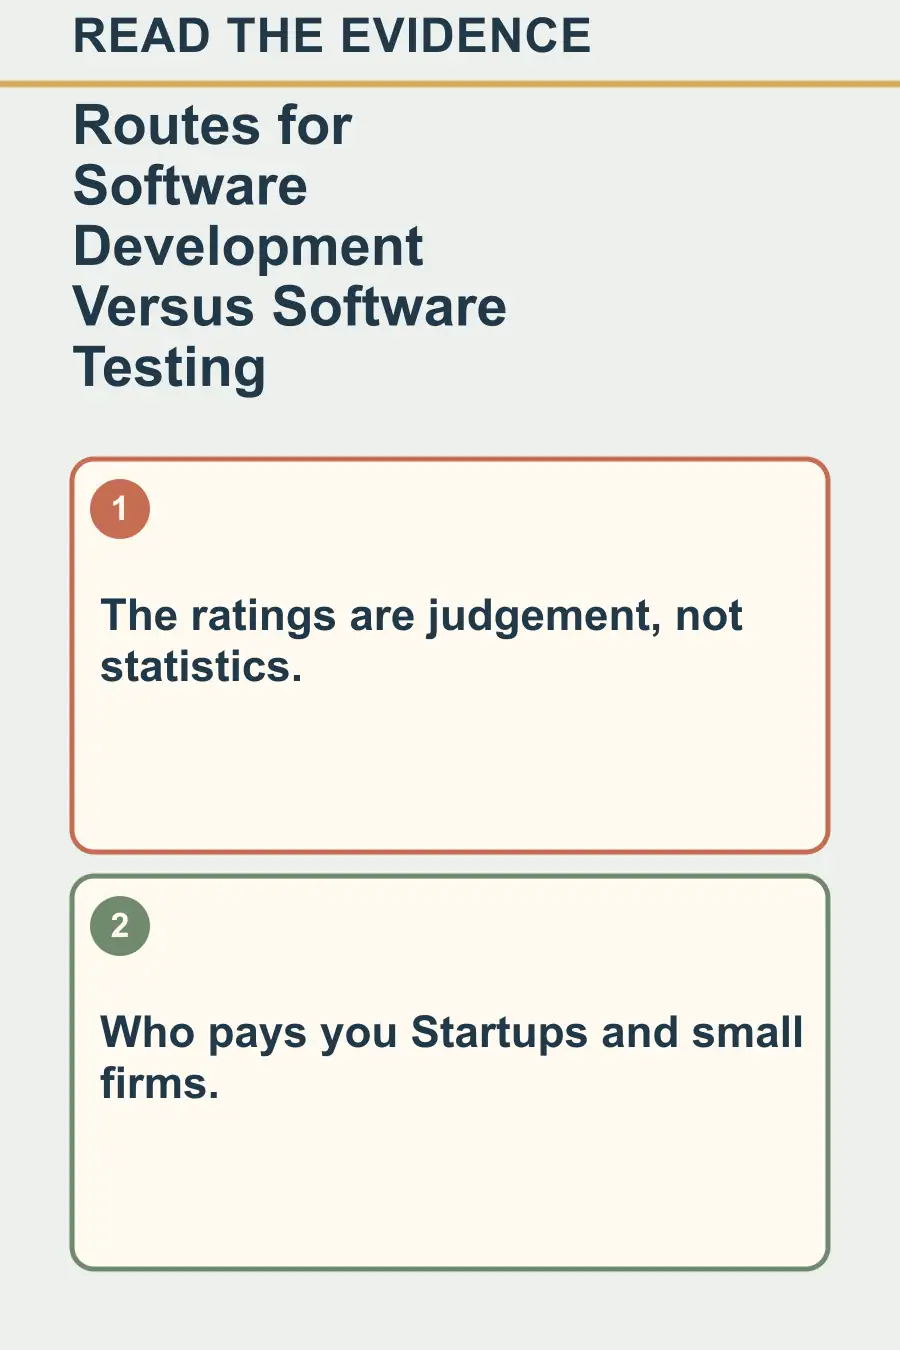 READ THE EVIDENCE
Routes for
Software
Development
Versus Software
Testing
1
The ratings are judgement, not
statistics.
2
Who pays you Startups and small
firms.